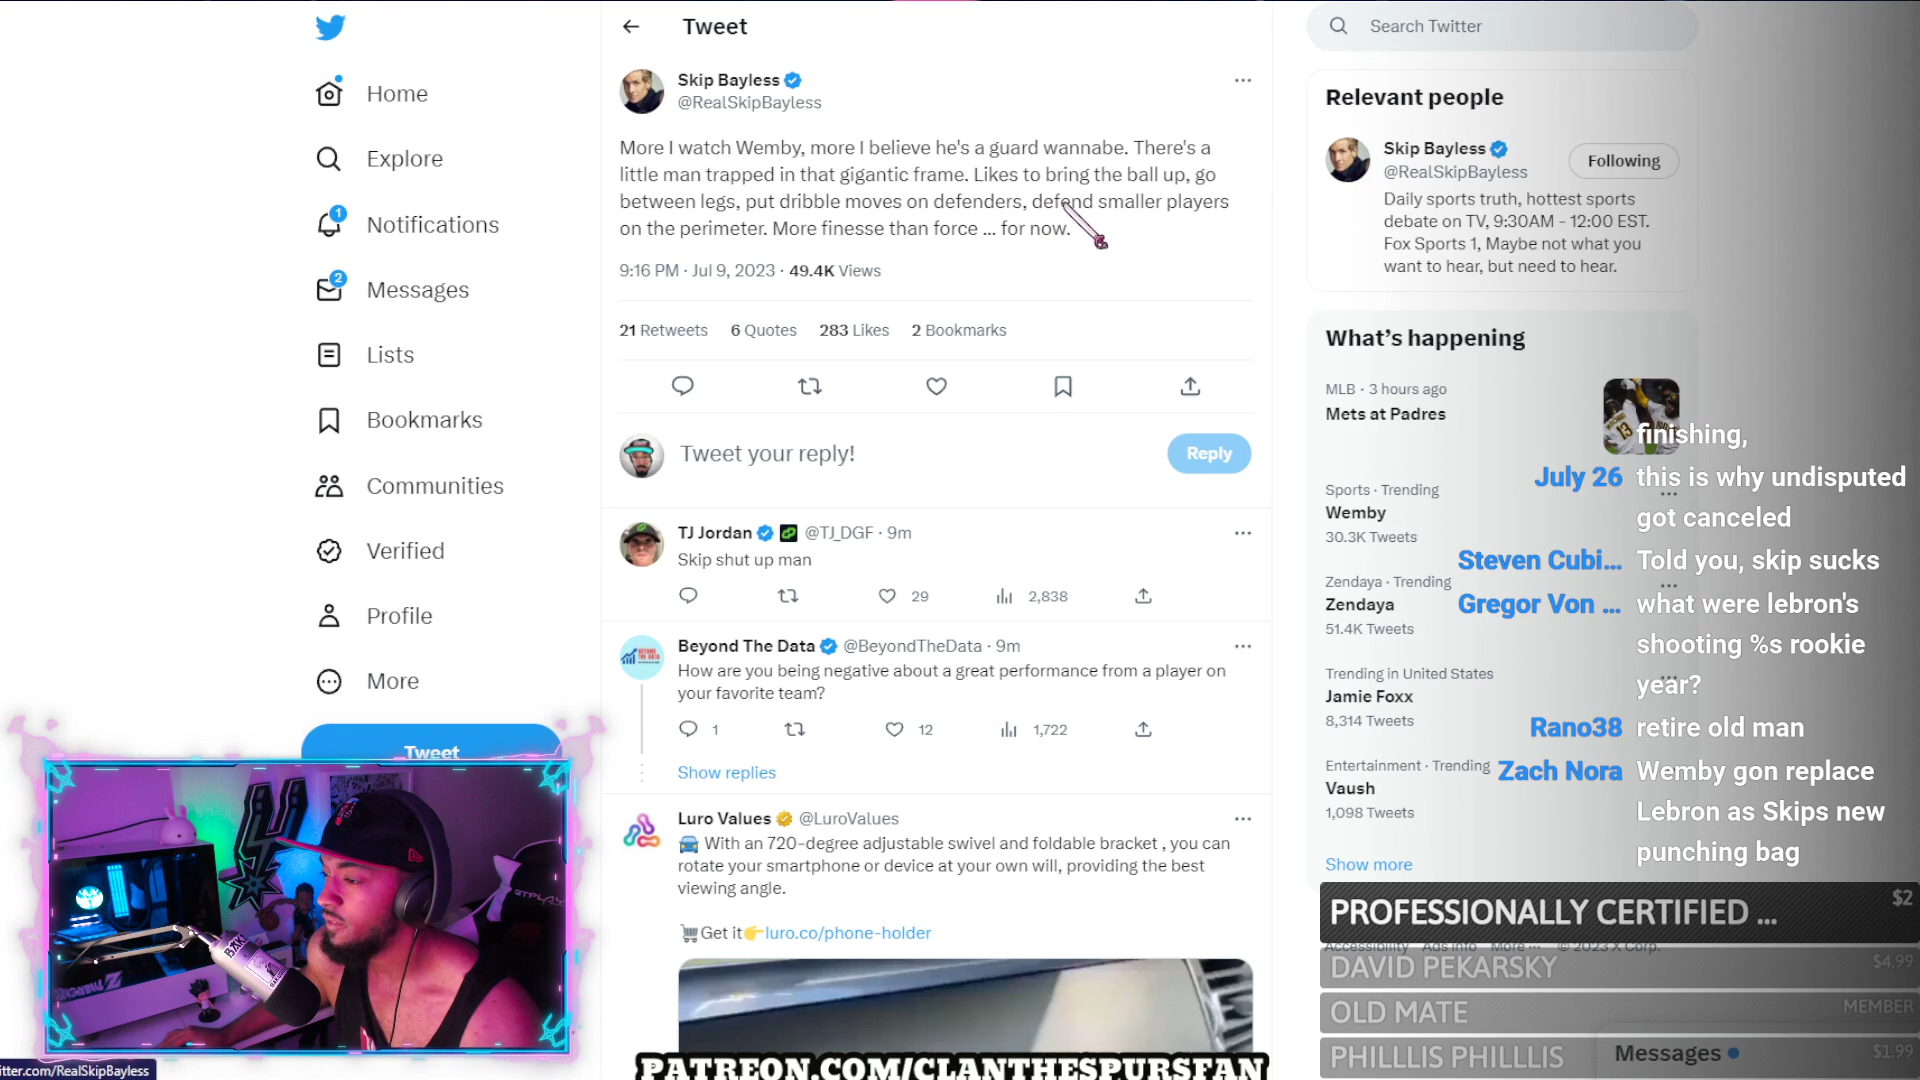 Tweet
Skip Bayless
@RealSkipBayless
More I watch Wemby, more I believe he's a guard wannabe. There's a
little man trapped in that gigantic frame. Likes to bring the ball up, go
between legs, put dribble moves on defenders, defend smaller players
on the perimeter. More finesse than force ... for now.
9:16 PM · Jul 9, 2023 · 49.4K Views
21 Retweets 6 Quotes 283 Likes 2 Bookmarks
Tweet your reply!
Reply
TJ Jordan @TJ_DGF · 9m
Skip shut up man
29 2,838
Beyond The Data @BeyondTheData · 9m
How are you being negative about a great performance from a player on
your favorite team?
1 12 1,722
Show replies
Luro Values @LuroValues
With an 720-degree adjustable swivel and foldable bracket , you can
rotate your smartphone or device at your own will, providing the best
viewing angle.
Get it luro.co/phone-holder
Home
Explore
1
Notifications
2
Messages
Lists
Bookmarks
Communities
Verified
Profile
More
Tweet
Search Twitter
Relevant people
Skip Bayless
@RealSkipBayless
Following
Daily sports truth, hottest sports
debate on TV, 9:30AM - 12:00 EST.
Fox Sports 1, Maybe not what you
want to hear, but need to hear.
What's happening
MLB · 3 hours ago
Mets at Padres
13
Sports · Trending
Wemby
30.3K Tweets
Zendaya · Trending
Zendaya
51.4K Tweets
Trending in United States
Jamie Foxx
8,314 Tweets
Entertainment · Trending
Vaush
1,098 Tweets
Show more
finishing,
July 26 this is why undisputed
got canceled
Steven Cubi... Told you, skip sucks
Gregor Von ... what were lebron's
shooting %s rookie
year?
Rano38 retire old man
Zach Nora Wemby gon replace
Lebron as Skips new
punching bag
PROFESSIONALLY CERTIFIED ... $2
Accessibility Ads info More ... © 2023 X Corp.
DAVID PEKARSKY $4.99
OLD MATE MEMBER
PHILLLIS PHILLLIS $1.99
Messages
PATREON.COM/CLANTHESPURSFAN
itter.com/RealSkipBayless